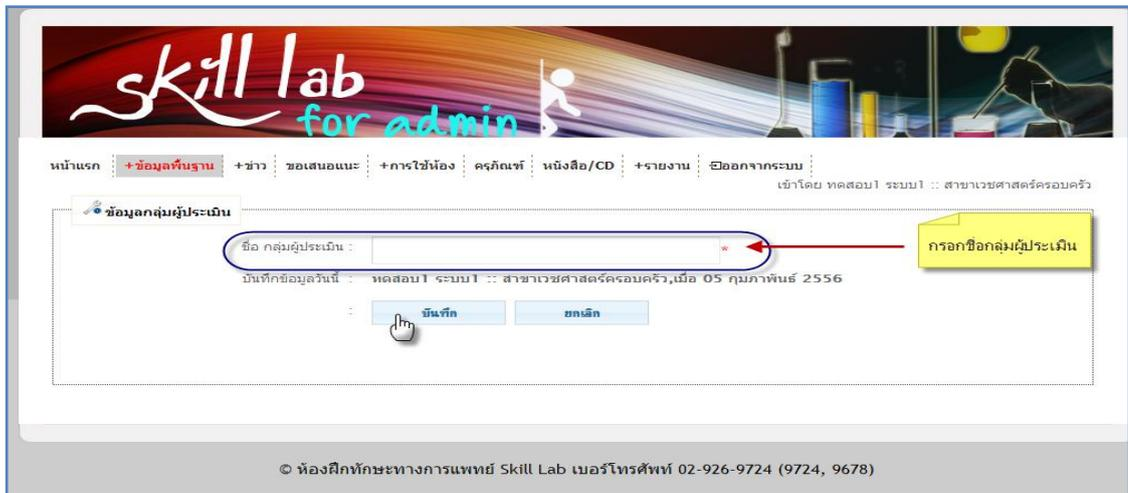 skill lab
for admin
หน้าแรก +ข้อมูลพื้นฐาน +ข่าว ขอเสนอแนะ +การใช้ห้อง ครุภัณฑ์ หนังสือ/CD +รายงาน ออกจากระบบ
เข้าโดย ทดสอบ1 ระบบ1 :: สาขาเวชศาสตร์ครอบครัว
ข้อมูลกลุ่มผู้ประเมิน
ชื่อ กลุ่มผู้ประเมิน : *
กรอกชื่อกลุ่มผู้ประเมิน
บันทึกข้อมูลวันนี้ : ทดสอบ1 ระบบ1 :: สาขาเวชศาสตร์ครอบครัว,เมื่อ 05 กุมภาพันธ์ 2556
: บันทึก ยกเลิก
© ห้องฝึกทักษะทางการแพทย์ Skill Lab เบอร์โทรศัพท์ 02-926-9724 (9724, 9678)